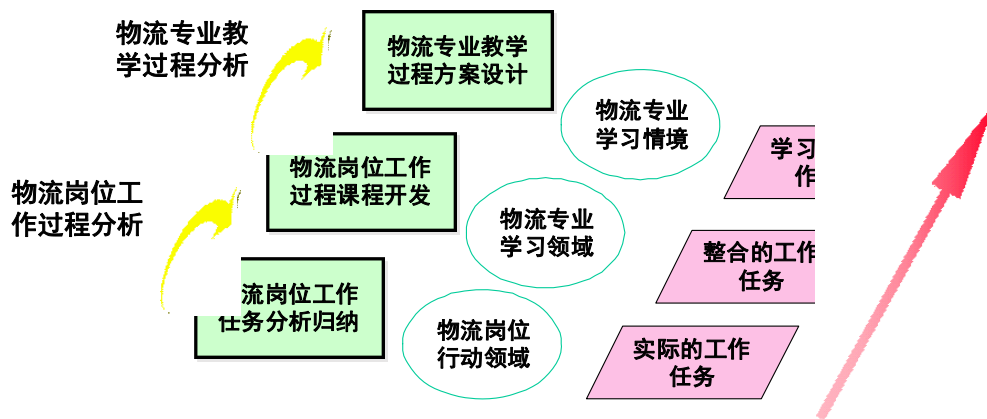 物流专业教
学过程分析
物流专业教学
过程方案设计
物流专业
学习情境
学习
作
物流岗位工作
过程课程开发
物流岗位工
作过程分析
物流专业
学习领域
整合的工作
任务
流岗位工作
任务分析归纳
物流岗位
行动领域
实际的工作
任务